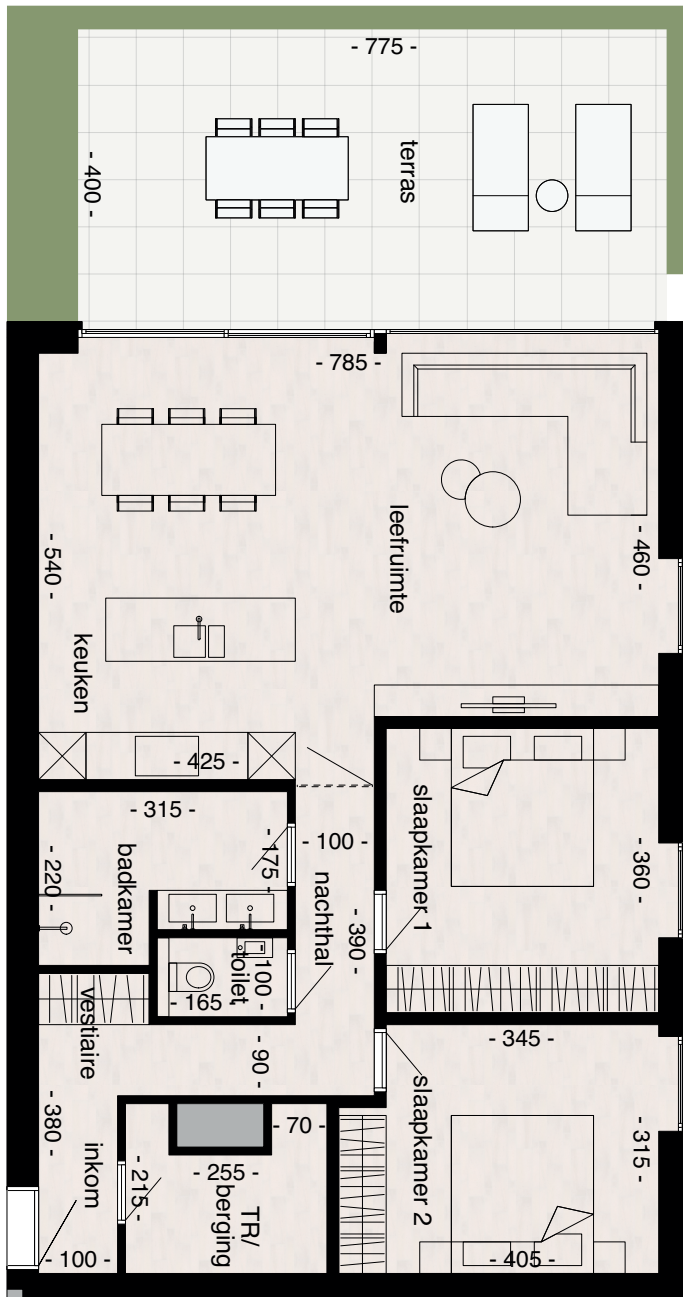 - 775 -
- 400 -
terras
- 785 -
leefruimte
- 460 -
- 540 -
keuken
- 425 -
- 315 -
- 175 -
- 100 -
slaapkamer 1
- 360 -
badkamer
- 220 -
nachthal
- 390 -
toilet
- 100 -
- 165 -
vestiaire
- 90 -
- 345 -
slaapkamer 2
- 315 -
- 380 -
inkom
- 70 -
- 255 -
- 215 -
TR/
berging
- 100 -
- 405 -